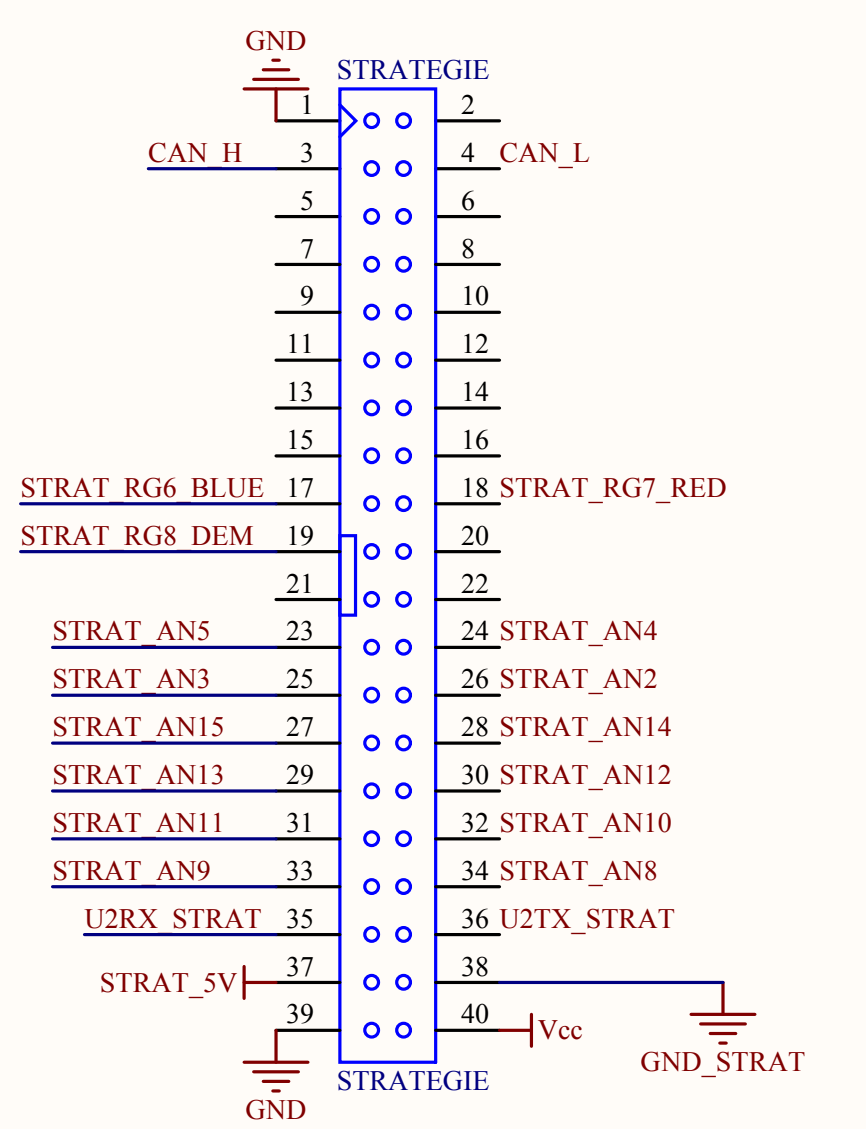 GND
STRATEGIE
1 2
CAN_H 3 4 CAN_L
5 6
7 8
9 10
11 12
13 14
15 16
STRAT_RG6_BLUE 17 18 STRAT_RG7_RED
STRAT_RG8_DEM 19 20
21 22
STRAT_AN5 23 24 STRAT_AN4
STRAT_AN3 25 26 STRAT_AN2
STRAT_AN15 27 28 STRAT_AN14
STRAT_AN13 29 30 STRAT_AN12
STRAT_AN11 31 32 STRAT_AN10
STRAT_AN9 33 34 STRAT_AN8
U2RX_STRAT 35 36 U2TX_STRAT
STRAT_5V 37 38
39 40 Vcc
GND_STRAT
STRATEGIE
GND